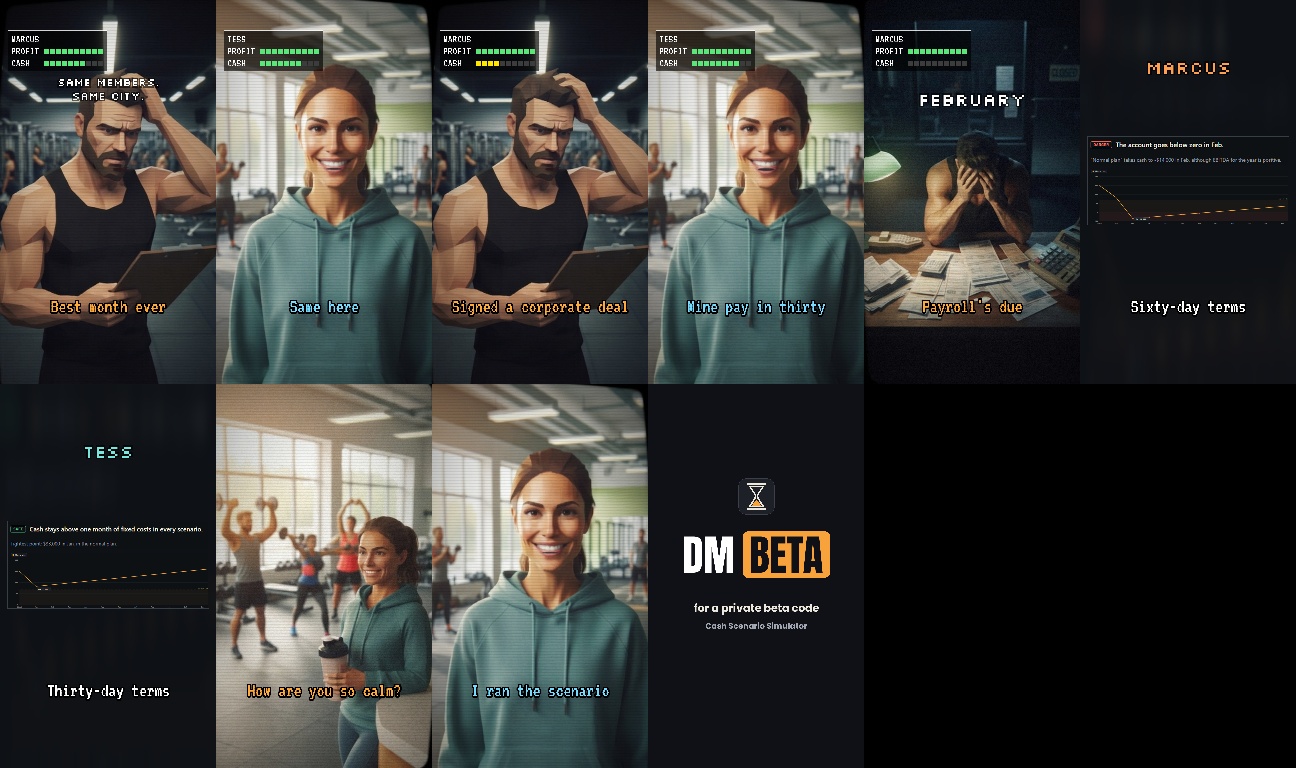 MARCUS
PROFIT
CASH
SAME MEMBERS.
SAME CITY.
Best month ever
TESS
PROFIT
CASH
Same here
MARCUS
PROFIT
CASH
Signed a corporate deal
TESS
PROFIT
CASH
Mine pay in thirty
MARCUS
PROFIT
CASH
FEBRUARY
Payroll's due
MARCUS
DANGER The account goes below zero in Feb.
Sixty-day terms
TESS
Cash stays above one month of fixed costs in every scenario
Thirty-day terms
How are you so calm?
I ran the scenario
DM BETA
for a private beta code
Cash Scenario Simulator